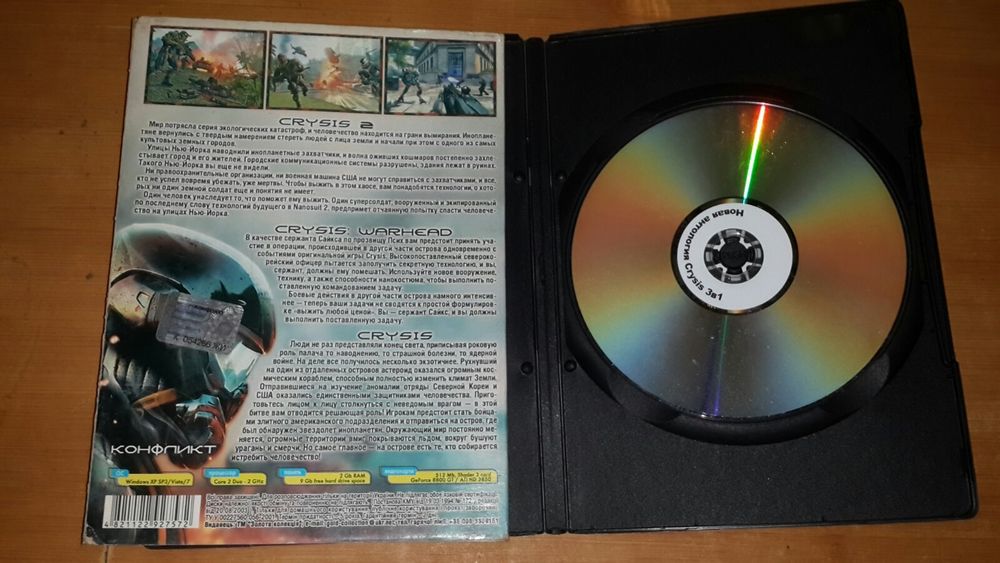 CRYSIS 2
Мир потрясла серия экологических катастроф, и человечество находится на грани вымирания. Иноплане-
тяне вернулись с твердым намерением стереть людей с лица земли и начали при этом с одного из самых
культовых земных городов.
Улицы Нью-Йорка наводнили инопланетные захватчики, и волна оживших кошмаров постепенно захле-
стывает город и его жителей. Городские коммуникационные системы разрушены, здания лежат в руинах.
Такого Нью-Йорка вы еще не видели.
Ни правоохранительные организации, ни военная машина США не могут справиться с захватчиками, и все,
кто не успел вовремя убежать, уже мертвы. Чтобы выжить в этом хаосе, вам понадобятся технологии, о кото-
рых ни один земной солдат еще и понятия не имеет.
Один человек унаследует то, что поможет ему выжить. Один суперсолдат, вооруженный и экипированный
по последнему слову технологий будущего в Nanosuit 2, предпримет отчаянную попытку спасти человече-
ство на улицах Нью-Йорка.
CRYSIS: WARHEAD
В качестве сержанта Сайкса по прозвищу Псих вам предстоит принять уча-
стие в операции, происходившей в другой части острова одновременно с
событиями оригинальной игры Crysis. Высокопоставленный северокo-
рейский офицер пытается заполучить секретную технологию, и вы,
сержант, должны ему помешать. Используйте новое вооружение,
технику, а также способности нанокостюма, чтобы выполнить по-
ставленную командованием задачу.
Боевые действия в другой части острова намного интенсив-
нее — теперь ваши задачи не сводятся к простой формулиров-
ке «выжить любой ценой». Вы — сержант Сайкс, и вы должны
выполнить поставленную задачу.
CRYSIS
Люди не раз представляли конец света, приписывая роковую
роль палача то наводнению, то страшной болезни, то ядерной
войне. На деле все получилось несколько экзотичнее. Рухнувший
на один из отдаленных островов астероид оказался огромным кос-
мическим кораблем, способным полностью изменить климат Земли.
Отправившиеся на изучение аномалии отряды Северной Кореи и
США оказались единственными защитниками человечества. Приго-
товьтесь лицом к лицу столкнуться с неведомым врагом — в этой
битве вам отводится решающая роль! Игрокам предстоит стать бойца-
ми элитного американского подразделения и отправиться на остров, где
был обнаружен звездолет инопланетян. Окружающий мир постоянно ме-
няется, огромные территории вмиг покрываются льдом, вокруг бушуют
ураганы и смерчи. Но самое главное — на острове есть те, кто собирается
истребить человечество!
КОНФЛИКТ
ОС
Windows XP SP3/Vista/7
процессор
Core 2 Duo - 2 GHz
память
2 Gb RAM
9 Gb free hard drive space
видеокарта
512 Mb, Shader 3 card
GeForce 8800 GT / ATI HD 3850
4821122927572
Новая антология Crysis 3в1